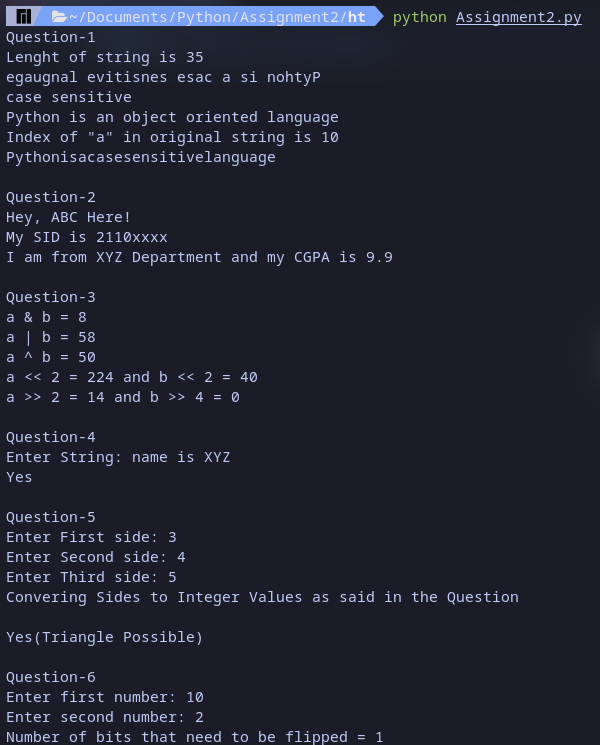 ~/Documents/Python/Assignment2/ht python Assignment2.py
Question-1
Lenght of string is 35
egaugnal evitisnes esac a si nohtyP
case sensitive
Python is an object oriented language
Index of "a" in original string is 10
Pythonisacasesensitivelanguage

Question-2
Hey, ABC Here!
My SID is 2110xxxx
I am from XYZ Department and my CGPA is 9.9

Question-3
a & b = 8
a | b = 58
a ^ b = 50
a << 2 = 224 and b << 2 = 40
a >> 2 = 14 and b >> 4 = 0

Question-4
Enter String: name is XYZ
Yes

Question-5
Enter First side: 3
Enter Second side: 4
Enter Third side: 5
Convering Sides to Integer Values as said in the Question

Yes(Triangle Possible)

Question-6
Enter first number: 10
Enter second number: 2
Number of bits that need to be flipped = 1